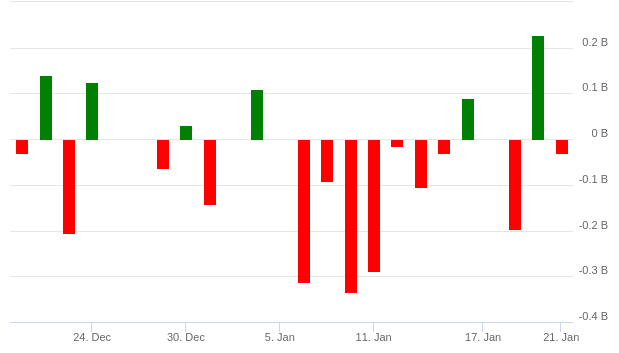 0.2 B
0.1 B
0 B
-0.1 B
-0.2 B
-0.3 B
-0.4 B
24. Dec 30. Dec 5. Jan 11. Jan 17. Jan 21. Jan